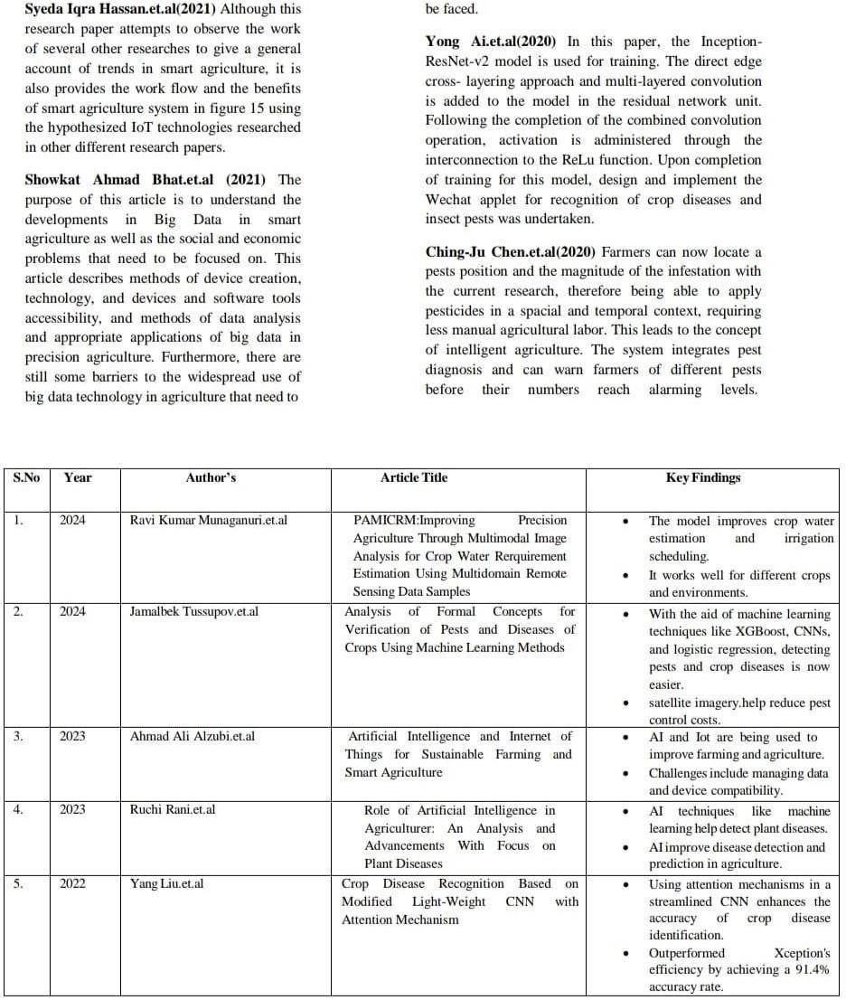 Syeda Iqra Hassan.et.al(2021) Although this
research paper attempts to observe the work
of several other researches to give a general
account of trends in smart agriculture, it is
also provides the work flow and the benefits
of smart agriculture system in figure 15 using
the hypothesized IoT technologies researched
in other different research papers.
Showkat Ahmad Bhat.et.al (2021) The
purpose of this article is to understand the
developments in Big Data in smart
agriculture as well as the social and economic
problems that need to be focused on. This
article describes methods of device creation,
technology, and devices and software tools
accessibility, and methods of data analysis
and appropriate applications of big data in
precision agriculture. Furthermore, there are
still some barriers to the widespread use of
big data technology in agriculture that need to
be faced.
Yong Ai.et.al(2020) In this paper, the Inception-
ResNet-v2 model is used for training. The direct edge
cross- layering approach and multi-layered convolution
is added to the model in the residual network unit.
Following the completion of the combined convolution
operation, activation is administered through the
interconnection to the ReLu function. Upon completion
of training for this model, design and implement the
Wechat applet for recognition of crop diseases and
insect pests was undertaken.
Ching-Ju Chen.et.al(2020) Farmers can now locate a
pests position and the magnitude of the infestation with
the current research, therefore being able to apply
pesticides in a spacial and temporal context, requiring
less manual agricultural labor. This leads to the concept
of intelligent agriculture. The system integrates pest
diagnosis and can warn farmers of different pests
before their numbers reach alarming levels.
S.No Year Author's Article Title Key Findings
1. 2024 Ravi Kumar Munaganuri.et.al
PAMICRM:Improving Precision
Agriculture Through Multimodal Image
Analysis for Crop Water Rerquirement
Estimation Using Multidomain Remote
Sensing Data Samples
• The model improves crop water
estimation and irrigation
scheduling.
• It works well for different crops
and environments.
2. 2024 Jamalbek Tussupov.et.al
Analysis of Formal Concepts for
Verification of Pests and Diseases of
Crops Using Machine Learning Methods
• With the aid of machine learning
techniques like XGBoost, CNNs,
and logistic regression, detecting
pests and crop diseases is now
easier.
• satellite imagery.help reduce pest
control costs.
3. 2023 Ahmad Ali Alzubi.et.al
Artificial Intelligence and Internet of
Things for Sustainable Farming and
Smart Agriculture
• AI and Iot are being used to
improve farming and agriculture.
• Challenges include managing data
and device compatibility.
4. 2023 Ruchi Rani.et.al
Role of Artificial Intelligence in
Agriculturer: An Analysis and
Advancements With Focus on
Plant Diseases
• AI techniques like machine
learning help detect plant diseases.
• AI improve disease detection and
prediction in agriculture.
5. 2022 Yang Liu.et.al
Crop Disease Recognition Based on
Modified Light-Weight CNN with
Attention Mechanism
• Using attention mechanisms in a
streamlined CNN enhances the
accuracy of crop disease
identification.
• Outperformed Xception's
efficiency by achieving a 91.4%
accuracy rate.